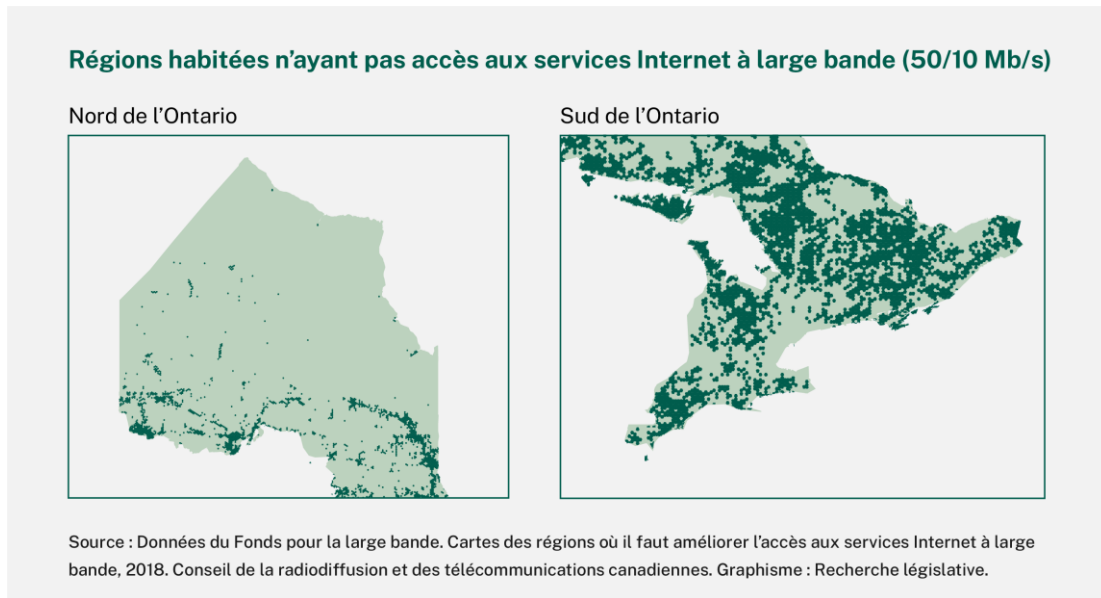 Régions habitées n’ayant pas accès aux services Internet à large bande (50/10 Mb/s)
Nord de l’Ontario
Sud de l’Ontario
Source : Données du Fonds pour la large bande. Cartes des régions où il faut améliorer l’accès aux services Internet à large
bande, 2018. Conseil de la radiodiffusion et des télécommunications canadiennes. Graphisme : Recherche législative.